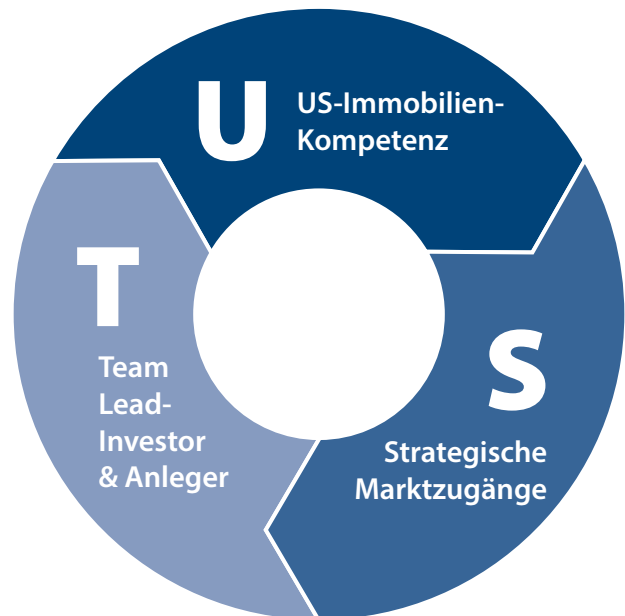 U
US-Immobilien-
Kompetenz
S
Strategische
Marktzugänge
T
Team
Lead-
Investor
& Anleger